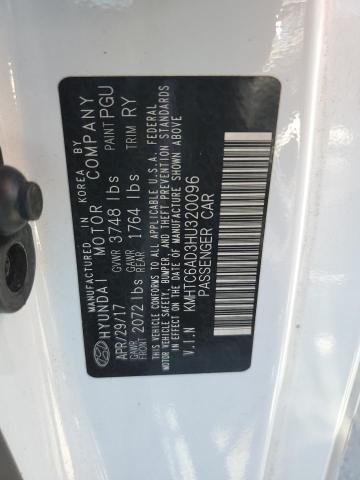 MANUFACTURED IN KOREA BY
HYUNDAI MOTOR COMPANY
APR/29/17 GVWR 3748 lbs PAINT PGU
GAWR FRONT 2072 lbs GAWR REAR 1764 lbs TRIM RY
THIS VEHICLE CONFORMS TO ALL APPLICABLE U.S.A. FEDERAL
MOTOR VEHICLE SAFETY, BUMPER, AND THEFT PREVENTION
STANDARDS IN EFFECT ON THE DATE OF MANUFACTURE SHOWN ABOVE
V.I.N KMHTC6AD3HU320096
PASSENGER CAR